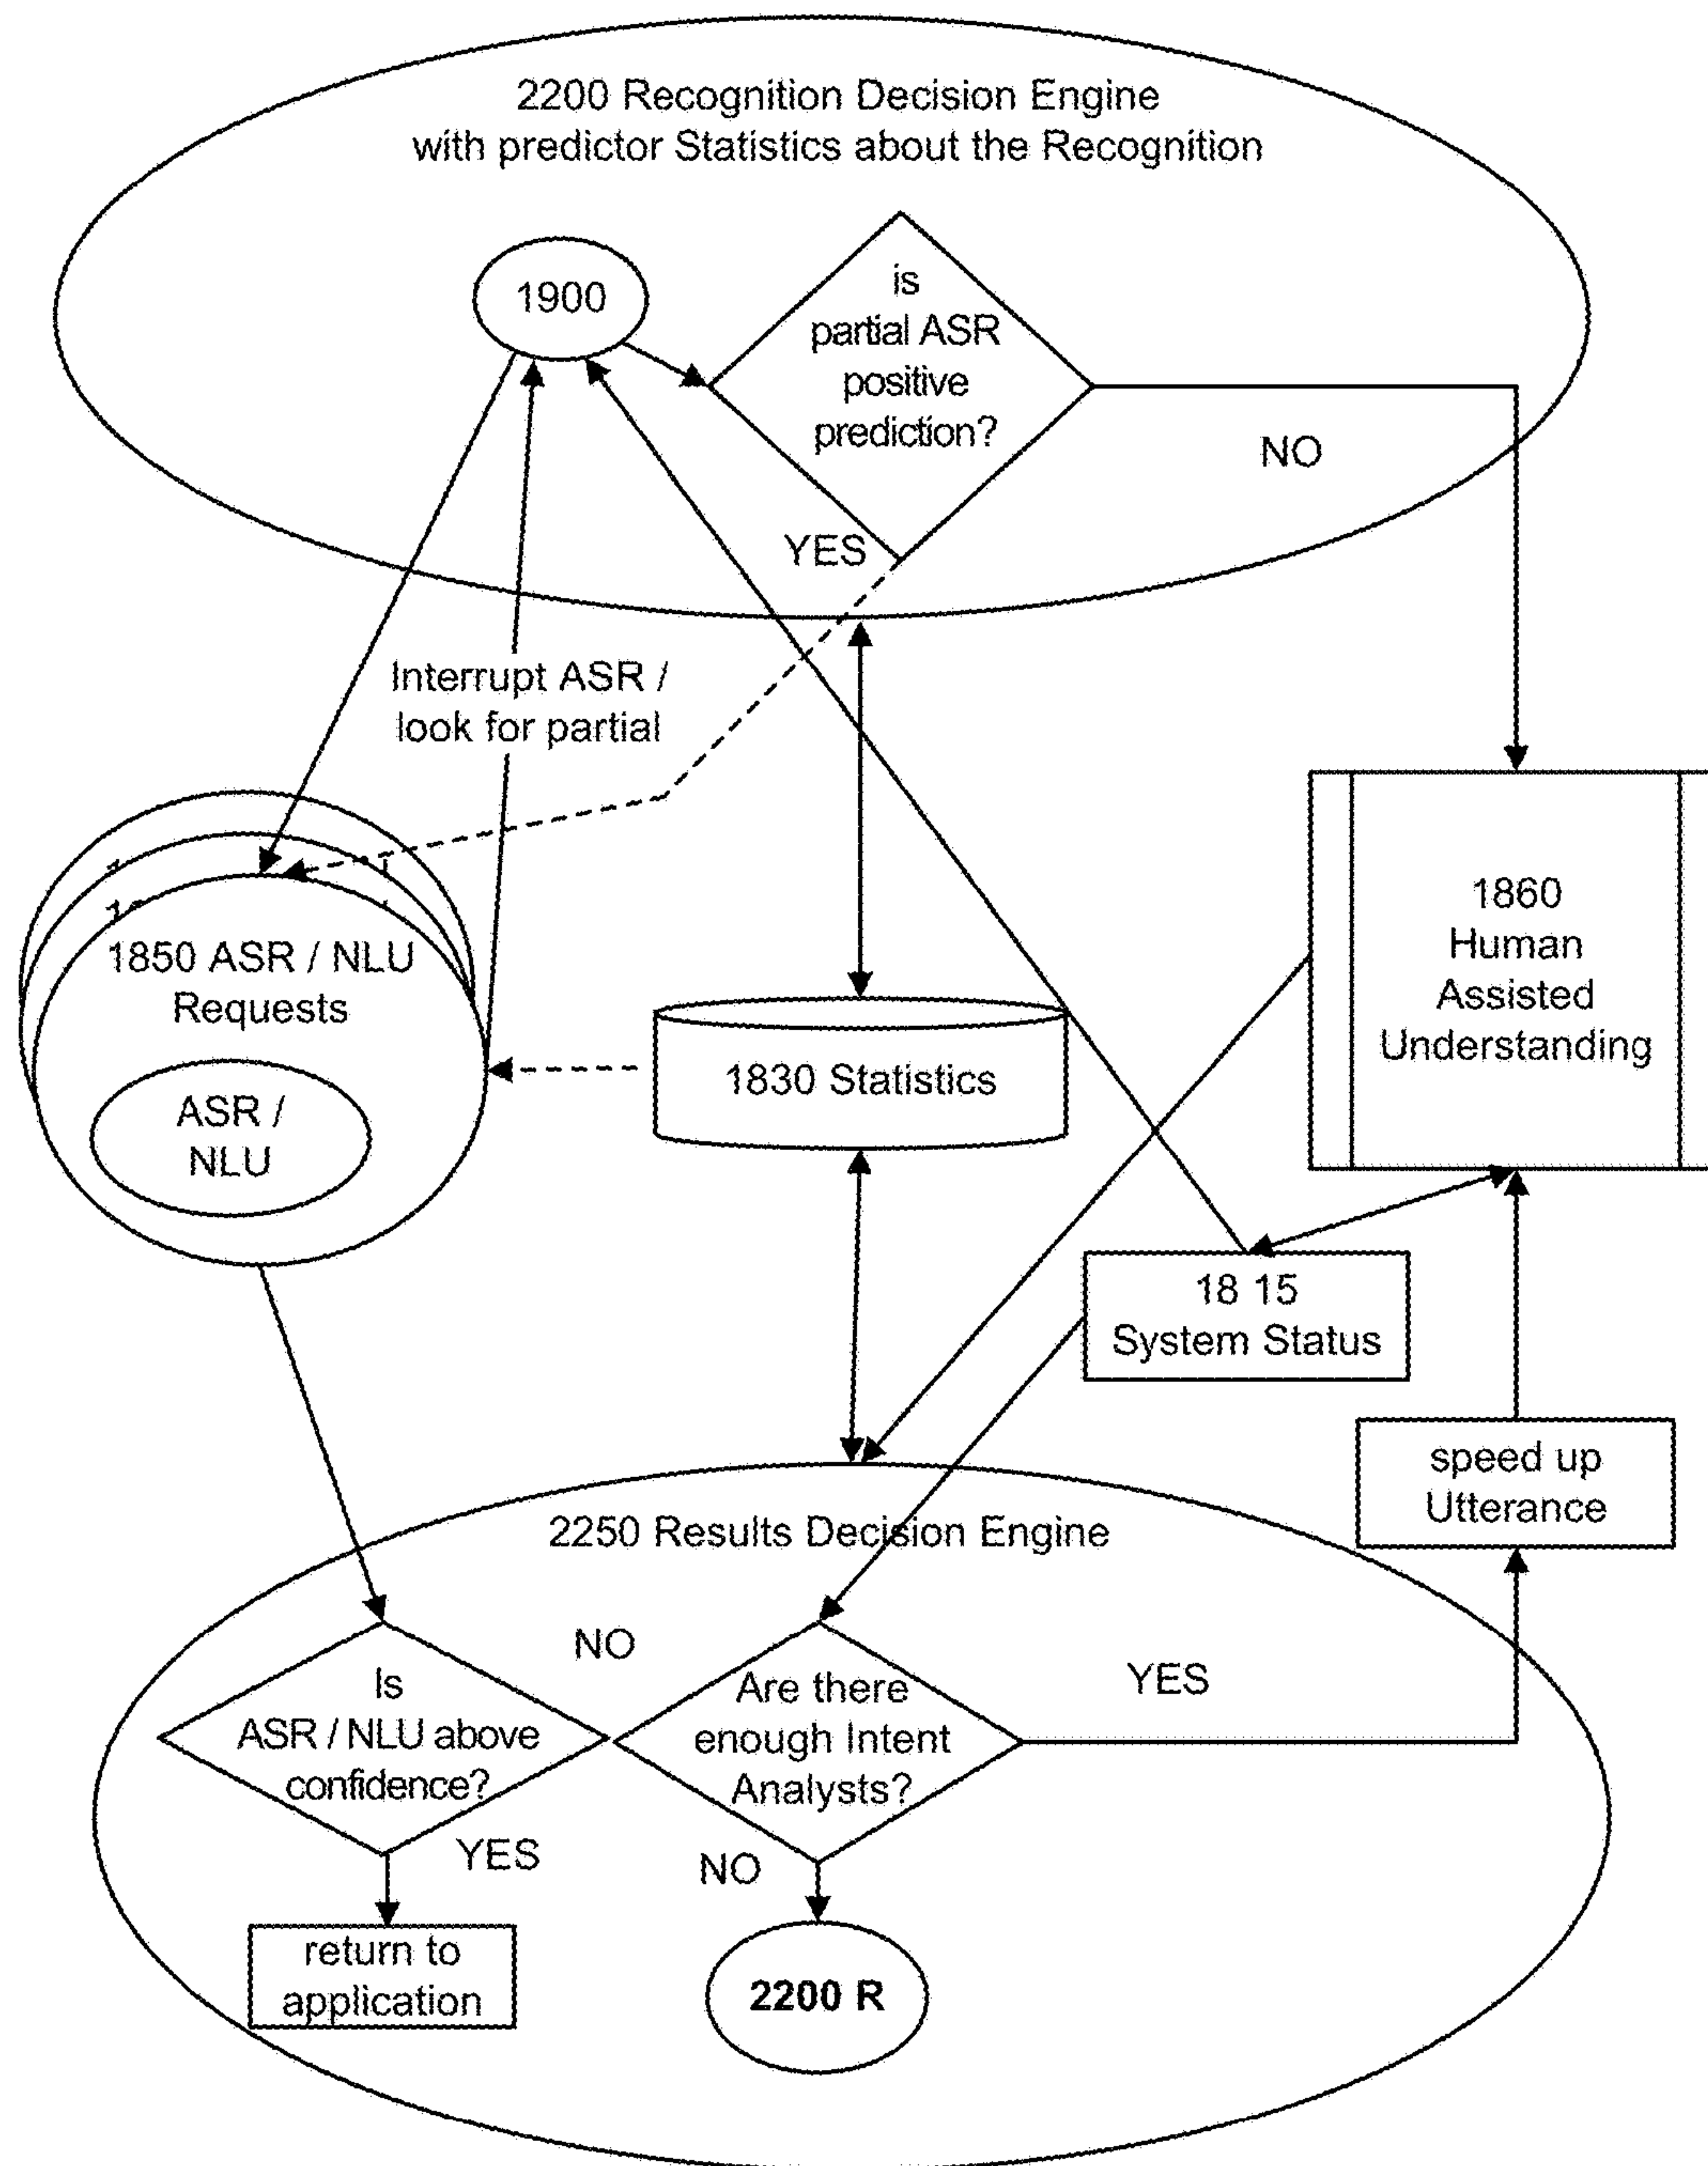 2200 Recognition Decision Engine
with predictor Statistics about the Recognition
1900
is
partial ASR
positive
prediction?
NO
YES
Interrupt ASR /
look for partial
1850 ASR / NLU
Requests
ASR /
NLU
1830 Statistics
1860
Human
Assisted
Understanding
18 15
System Status
speed up
Utterance
2250 Results Decision Engine
NO
Is
ASR / NLU above
confidence?
Are there
enough Intent
Analysts?
YES
YES
NO
return to
application
2200 R